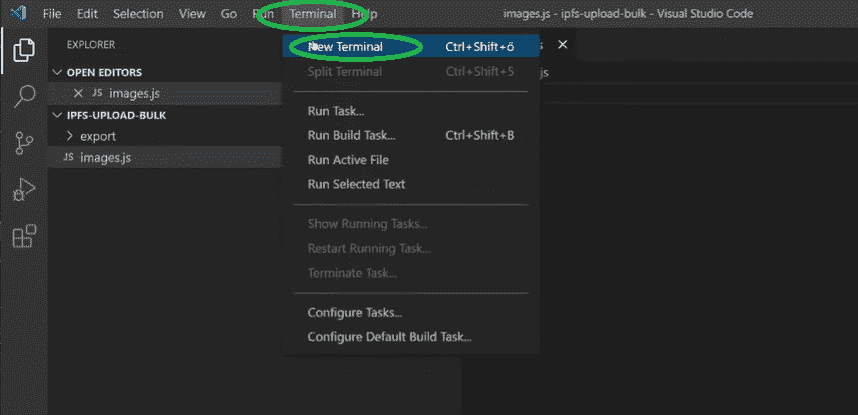 File Edit Selection View Go Run Terminal Help images.js - ipfs-upload-bulk - Visual Studio Code
EXPLORER
OPEN EDITORS
JS images.js
IPFS-UPLOAD-BULK
export
JS images.js
New Terminal Ctrl+Shift+ö
Split Terminal Ctrl+Shift+5
Run Task...
Run Build Task... Ctrl+Shift+B
Run Active File
Run Selected Text
Show Running Tasks...
Restart Running Task...
Terminate Task...
Configure Tasks...
Configure Default Build Task...
s
js